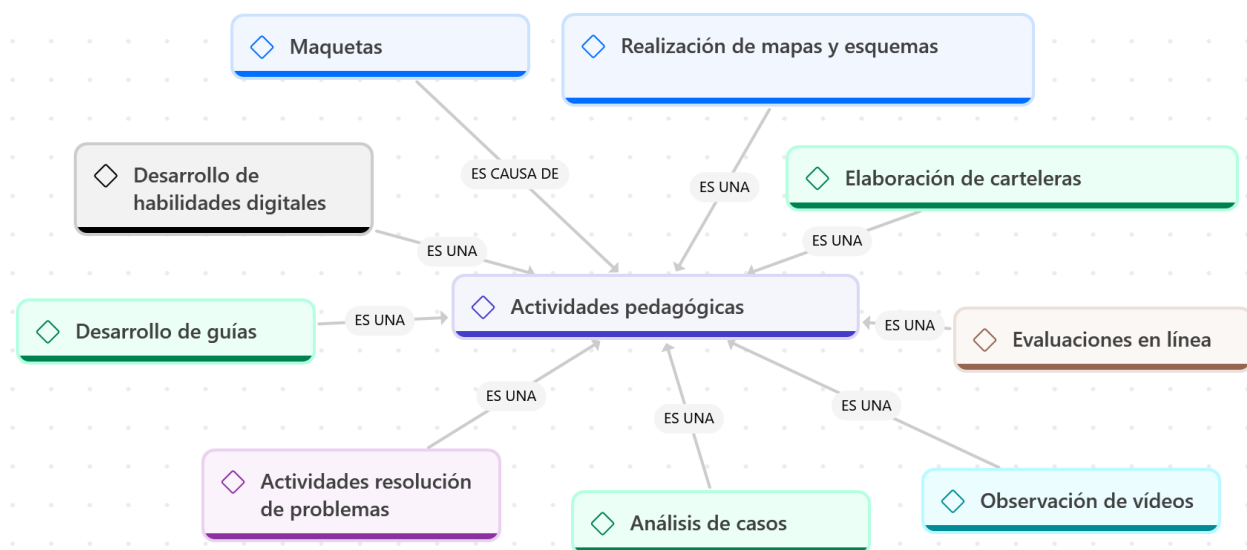 Maquetas
Realización de mapas y esquemas
ES CAUSA DE
ES UNA
Desarrollo de
habilidades digitales
Elaboración de carteleras
ES UNA
ES UNA
Actividades pedagógicas
Desarrollo de guías
ES UNA
ES UNA
Evaluaciones en línea
ES UNA
ES UNA
ES UNA
Actividades resolución
de problemas
Análisis de casos
Observación de vídeos